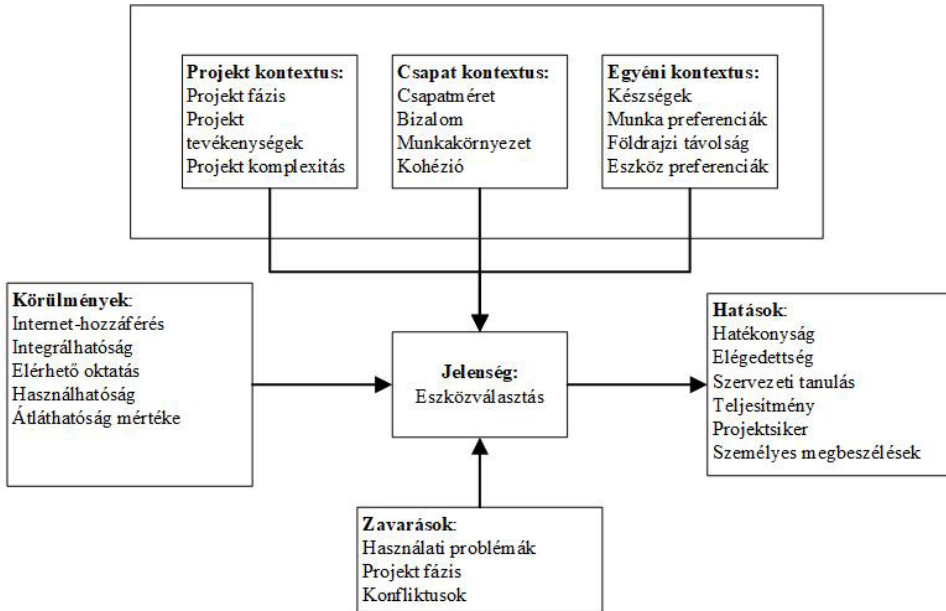 Projekt kontextus:
Projekt fázis
Projekt
tevékenységek
Projekt komplexitás
Csapat kontextus:
Csapatméret
Bizalom
Munkakörnyezet
Kohézió
Egyéni kontextus:
Készségek
Munka preferenciák
Földrajzi távolság
Eszköz preferenciák
Körülmények:
Internet-hozzáférés
Integrálhatóság
Elérhető oktatás
Használhatóság
Átláthatóság mértéke
Jelenség:
Eszközválasztás
Hatások:
Hatékonyság
Elégedettség
Szervezeti tanulás
Teljesítmény
Projektsiker
Személyes megbeszélések
Zavarások:
Használati problémák
Projekt fázis
Konfliktusok